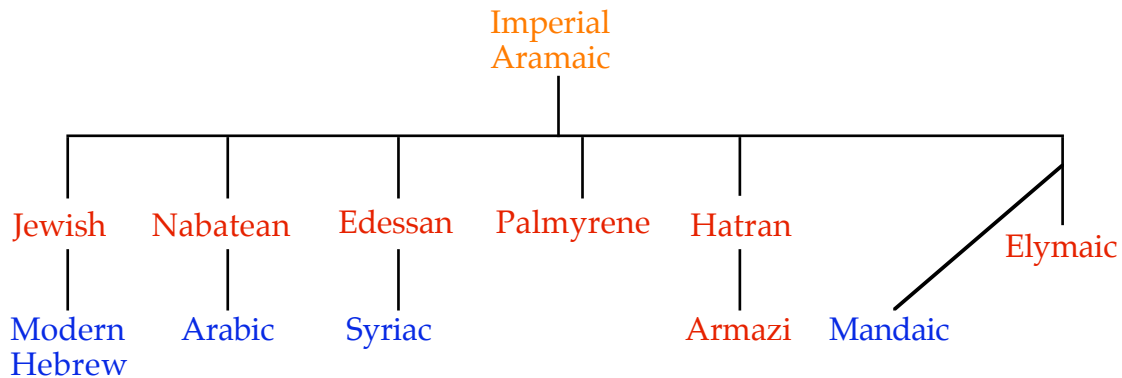 Imperial
Aramaic
Jewish
Nabatean
Edessan
Palmyrene
Hatran
Elymaic
Modern
Hebrew
Arabic
Syriac
Armazi
Mandaic